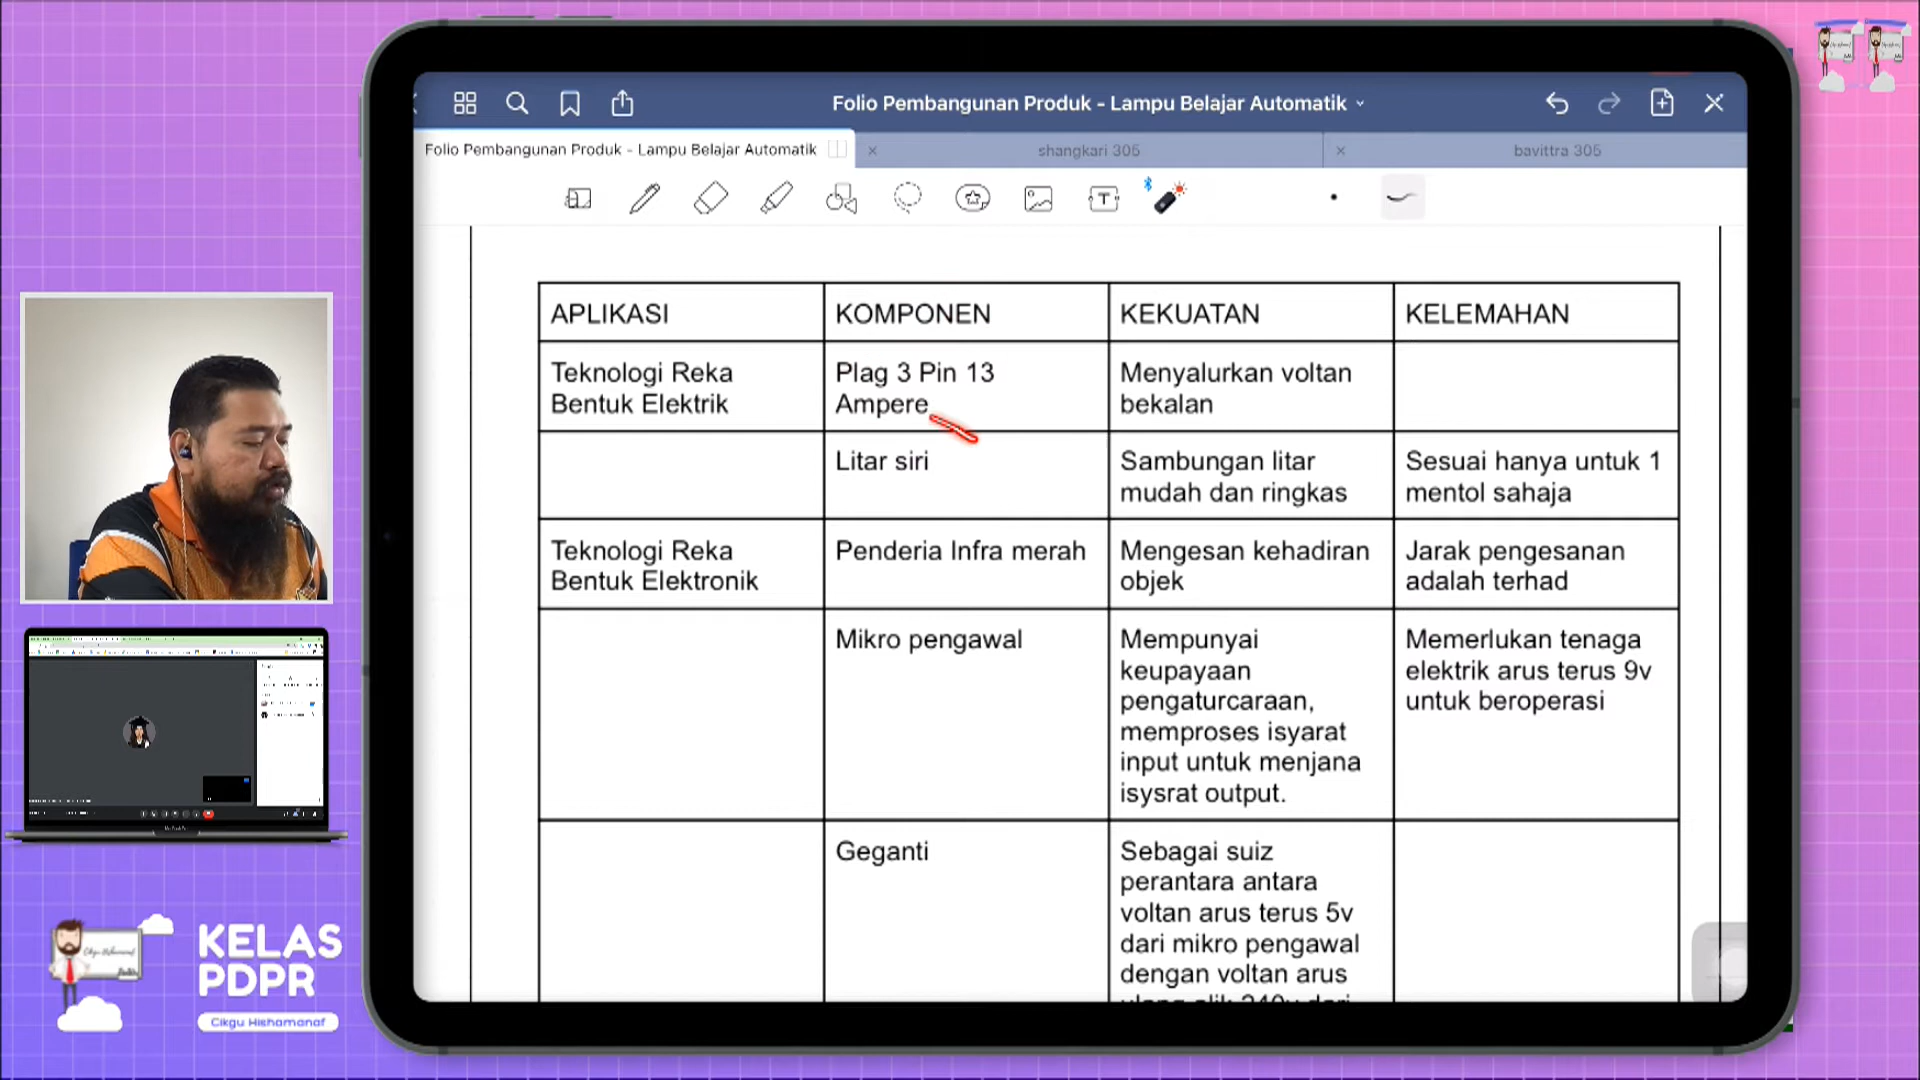 Folio Pembangunan Produk - Lampu Belajar Automatik
Folio Pembangunan Produk - Lampu Belajar Automatik
shangkari 305
bavittra 305
APLIKASI
KOMPONEN
KEKUATAN
KELEMAHAN
Teknologi Reka
Bentuk Elektrik
Plag 3 Pin 13
Ampere
Menyalurkan voltan
bekalan
Litar siri
Sambungan litar
mudah dan ringkas
Sesuai hanya untuk 1
mentol sahaja
Teknologi Reka
Bentuk Elektronik
Penderia Infra merah
Mengesan kehadiran
objek
Jarak pengesanan
adalah terhad
Mikro pengawal
Mempunyai
keupayaan
pengaturcaraan,
memproses isyarat
input untuk menjana
isysrat output.
Memerlukan tenaga
elektrik arus terus 9v
untuk beroperasi
Geganti
Sebagai suiz
perantara antara
voltan arus terus 5v
dari mikro pengawal
dengan voltan arus
KELAS
PDPR
Cikgu Hishamanaf